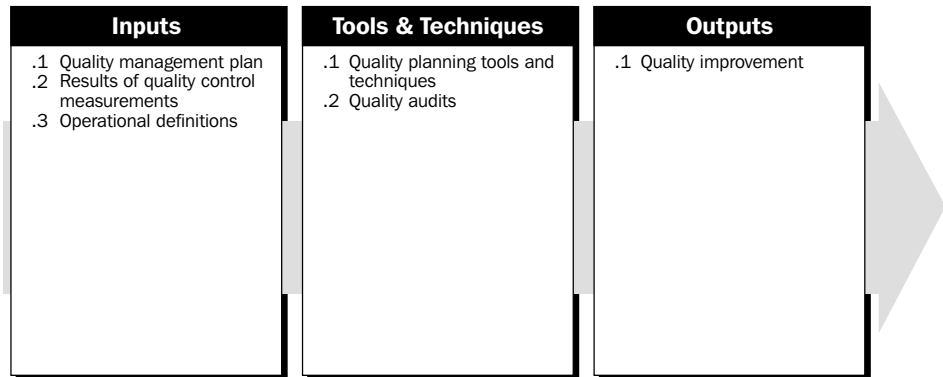 Inputs
.1 Quality management plan
.2 Results of quality control
measurements
.3 Operational definitions
Tools & Techniques
.1 Quality planning tools and
techniques
.2 Quality audits
Outputs
.1 Quality improvement